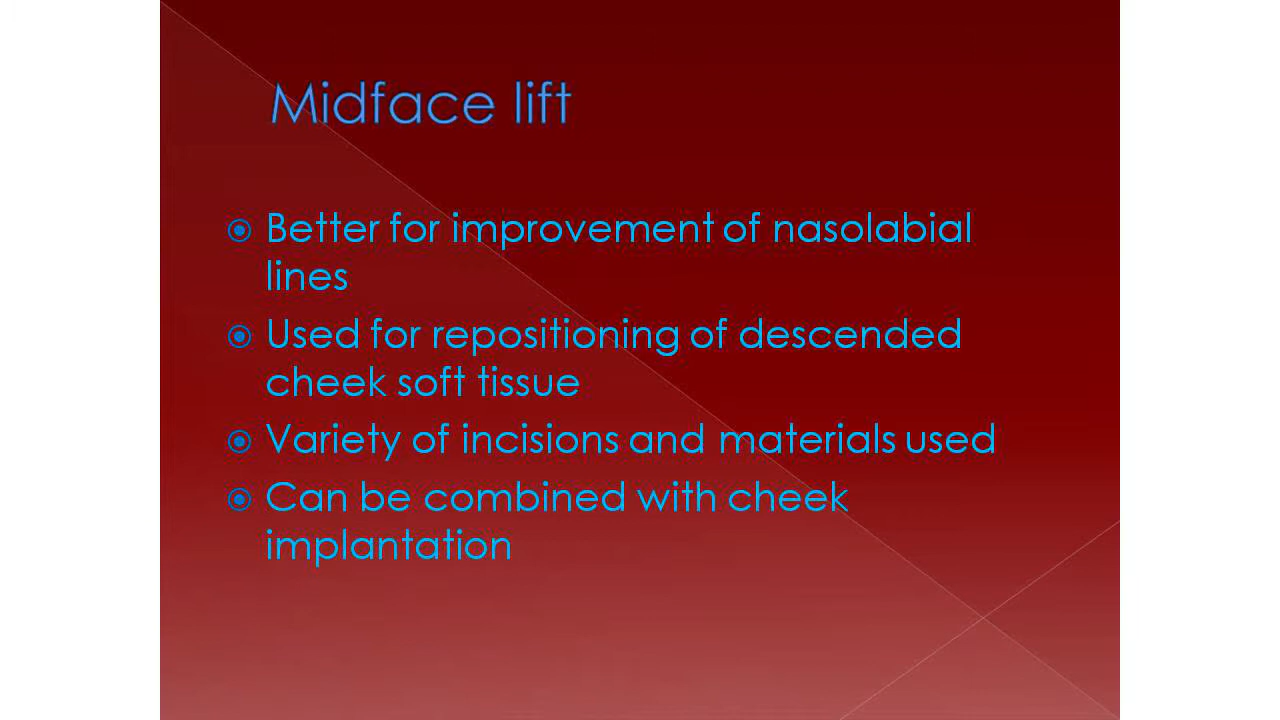 Midface lift
Better for improvement of nasolabial
lines
Used for repositioning of descended
cheek soft tissue
Variety of incisions and materials used
Can be combined with cheek
implantation